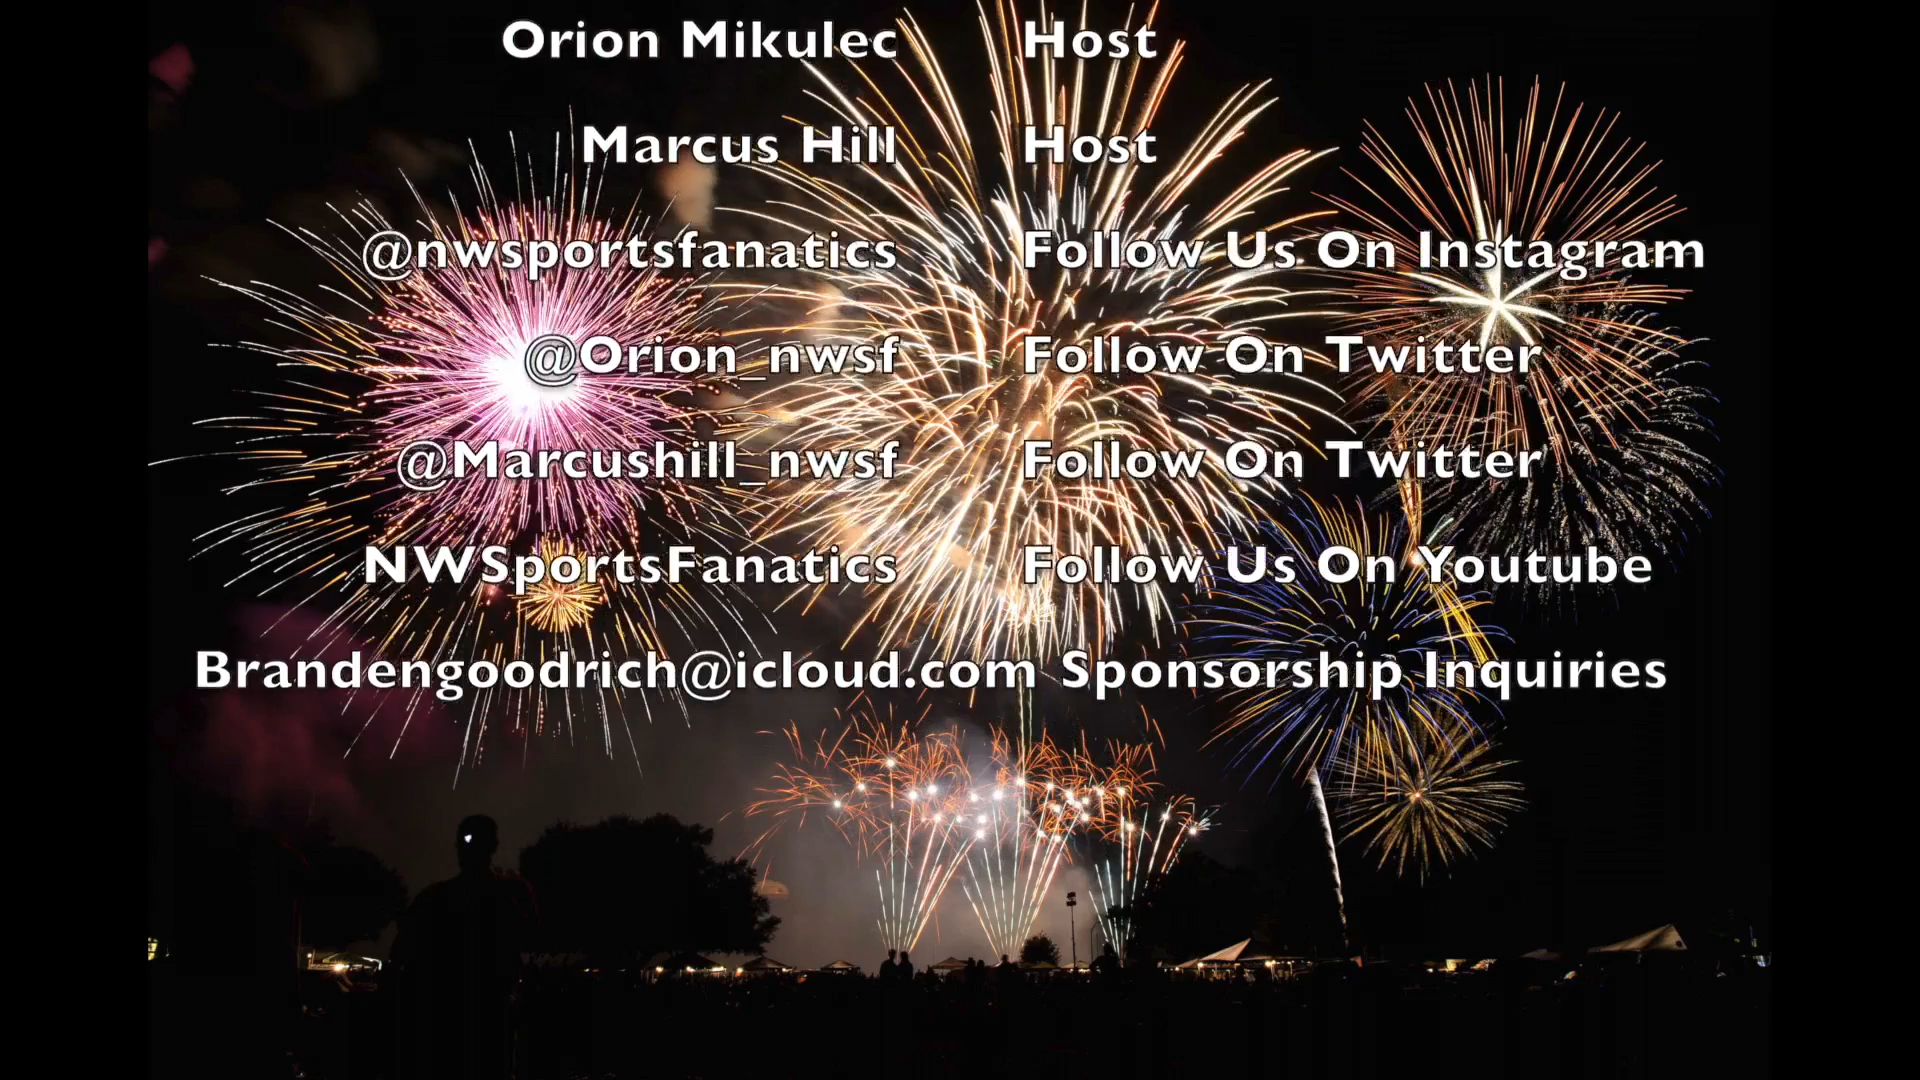 Orion Mikulec Host
Marcus Hill Host
@nwsportsfanatics Follow Us On Instagram
@Orion_nwsf Follow On Twitter
@Marcushill_nwsf Follow On Twitter
NWSportsFanatics Follow Us On Youtube
Brandengoodrich@icloud.com Sponsorship Inquiries